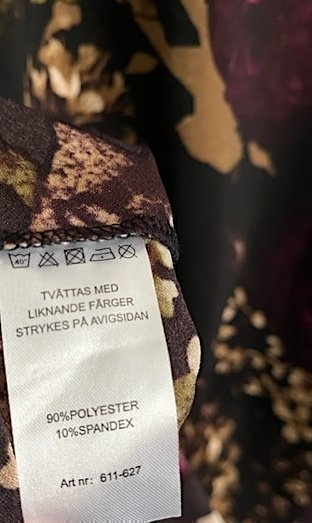 40°
TVÄTTAS MED
LIKNANDE FÄRGER
STRYKES PÅ AVIGSIDAN
90%POLYESTER
10%SPANDEX
Art nr: 611-627